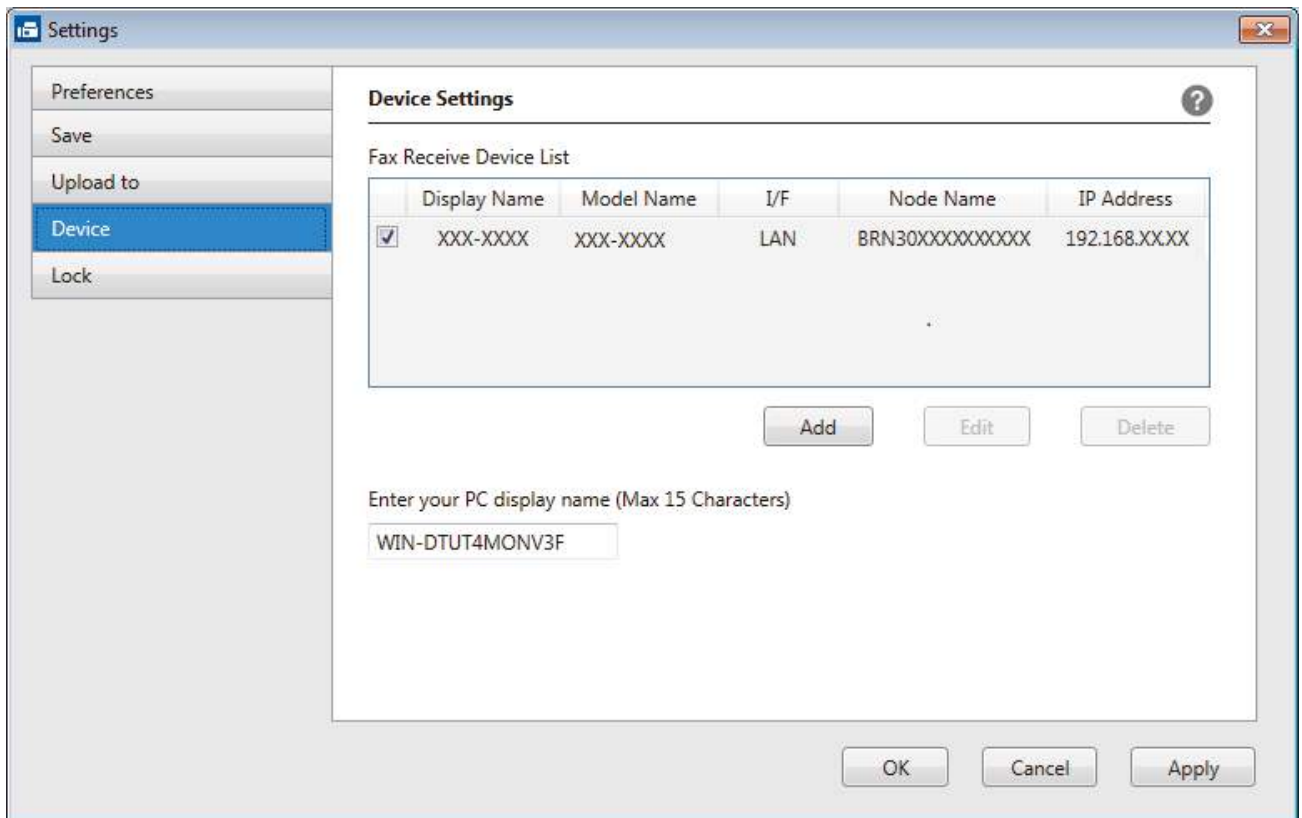 Settings
Preferences
Save
Upload to
Device
Lock
Device Settings
?
Fax Receive Device List
Display Name Model Name I/F Node Name IP Address
XXX-XXXX XXX-XXXX LAN BRN30XXXXXXXXXX 192.168.XX.XX
Add Edit Delete
Enter your PC display name (Max 15 Characters)
WIN-DTUT4MONV3F
OK Cancel Apply